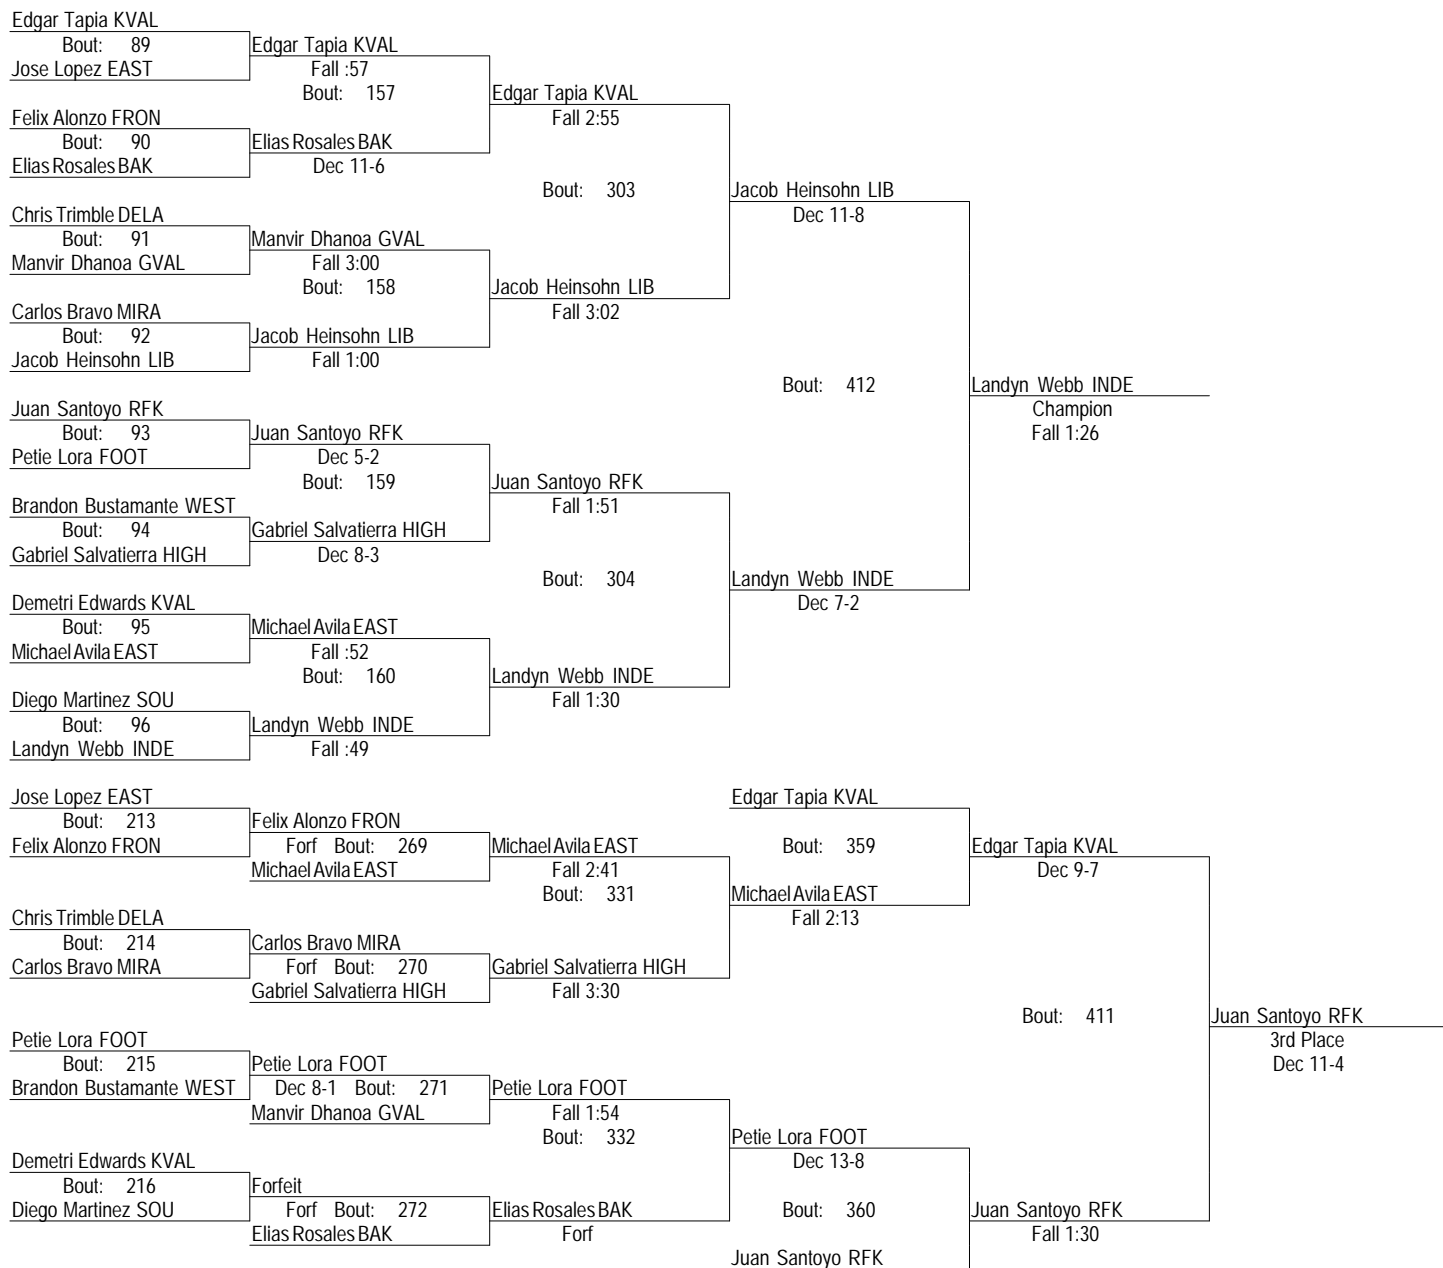 Edgar Tapia KVAL
Bout: 89
Edgar Tapia KVAL
Jose Lopez EAST
Fall :57
Bout: 157
Edgar Tapia KVAL
Felix Alonzo FRON
Fall 2:55
Bout: 90
Elias Rosales BAK
Elias Rosales BAK
Dec 11-6
Bout: 303
Jacob Heinsohn LIB
Chris Trimble DELA
Dec 11-8
Bout: 91
Manvir Dhanoa GVAL
Manvir Dhanoa GVAL
Fall 3:00
Bout: 158
Jacob Heinsohn LIB
Carlos Bravo MIRA
Fall 3:02
Bout: 92
Jacob Heinsohn LIB
Jacob Heinsohn LIB
Fall 1:00
Bout: 412
Landyn Webb INDE
Juan Santoyo RFK
Champion
Bout: 93
Juan Santoyo RFK
Fall 1:26
Petie Lora FOOT
Dec 5-2
Bout: 159
Juan Santoyo RFK
Brandon Bustamante WEST
Fall 1:51
Bout: 94
Gabriel Salvatierra HIGH
Gabriel Salvatierra HIGH
Dec 8-3
Bout: 304
Landyn Webb INDE
Demetri Edwards KVAL
Dec 7-2
Bout: 95
Michael Avila EAST
Michael Avila EAST
Fall :52
Bout: 160
Landyn Webb INDE
Diego Martinez SOU
Fall 1:30
Bout: 96
Landyn Webb INDE
Landyn Webb INDE
Fall :49
Jose Lopez EAST
Edgar Tapia KVAL
Bout: 213
Felix Alonzo FRON
Felix Alonzo FRON
Forf Bout: 269
Michael Avila EAST
Bout: 359
Edgar Tapia KVAL
Michael Avila EAST
Fall 2:41
Dec 9-7
Bout: 331
Michael Avila EAST
Chris Trimble DELA
Fall 2:13
Bout: 214
Carlos Bravo MIRA
Carlos Bravo MIRA
Forf Bout: 270
Gabriel Salvatierra HIGH
Gabriel Salvatierra HIGH
Fall 3:30
Bout: 411
Juan Santoyo RFK
Petie Lora FOOT
3rd Place
Bout: 215
Petie Lora FOOT
Dec 11-4
Brandon Bustamante WEST
Dec 8-1 Bout: 271
Petie Lora FOOT
Manvir Dhanoa GVAL
Fall 1:54
Bout: 332
Petie Lora FOOT
Demetri Edwards KVAL
Dec 13-8
Bout: 216
Forfeit
Diego Martinez SOU
Forf Bout: 272
Elias Rosales BAK
Bout: 360
Juan Santoyo RFK
Elias Rosales BAK
Forf
Fall 1:30
Juan Santoyo RFK